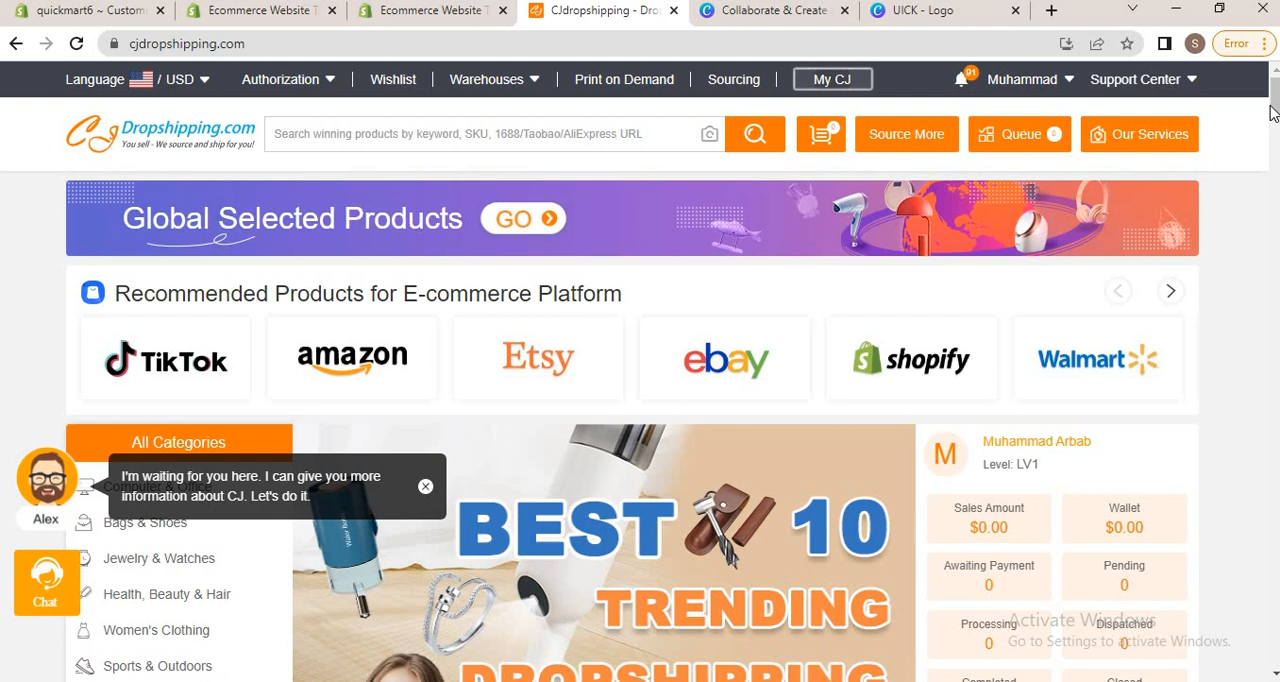 quickmart6 ~ Custom
Ecommerce Website T
Ecommerce Website T
CJdropshipping - Dro
Collaborate & Create
UICK - Logo
cjdropshipping.com
S
Error
Language / USD
Authorization
Wishlist
Warehouses
Print on Demand
Sourcing
My CJ
91
Muhammad
Support Center
CJ Dropshipping.com
You sell - We source and ship for you!
Search winning products by keyword, SKU, 1688/Taobao/AliExpress URL
0
Source More
Queue 0
Our Services
Global Selected Products
GO
Recommended Products for E-commerce Platform
TikTok
amazon
Etsy
ebay
shopify
Walmart
All Categories
I'm waiting for you here. I can give you more
information about CJ. Let's do it.
Alex
Computer & Office
Bags & Shoes
Jewelry & Watches
Health, Beauty & Hair
Women's Clothing
Sports & Outdoors
Chat
BEST 10
TRENDING
DROPSHIPPING
M
Muhammad Arbab
Level: LV1
Sales Amount
$0.00
Wallet
$0.00
Awaiting Payment
0
Pending
0
Processing
0
Dispatched
0
Completed
Closed
Activate Windows
Go to Settings to activate Windows.